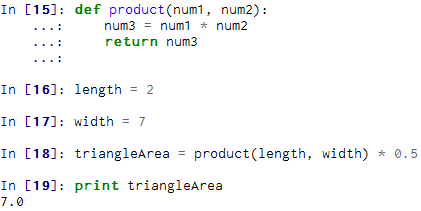 In [15]: def product(num1, num2):
    ...:     num3 = num1 * num2
    ...:     return num3
    ...:
In [16]: length = 2
In [17]: width = 7
In [18]: triangleArea = product(length, width) * 0.5
In [19]: print triangleArea
7.0